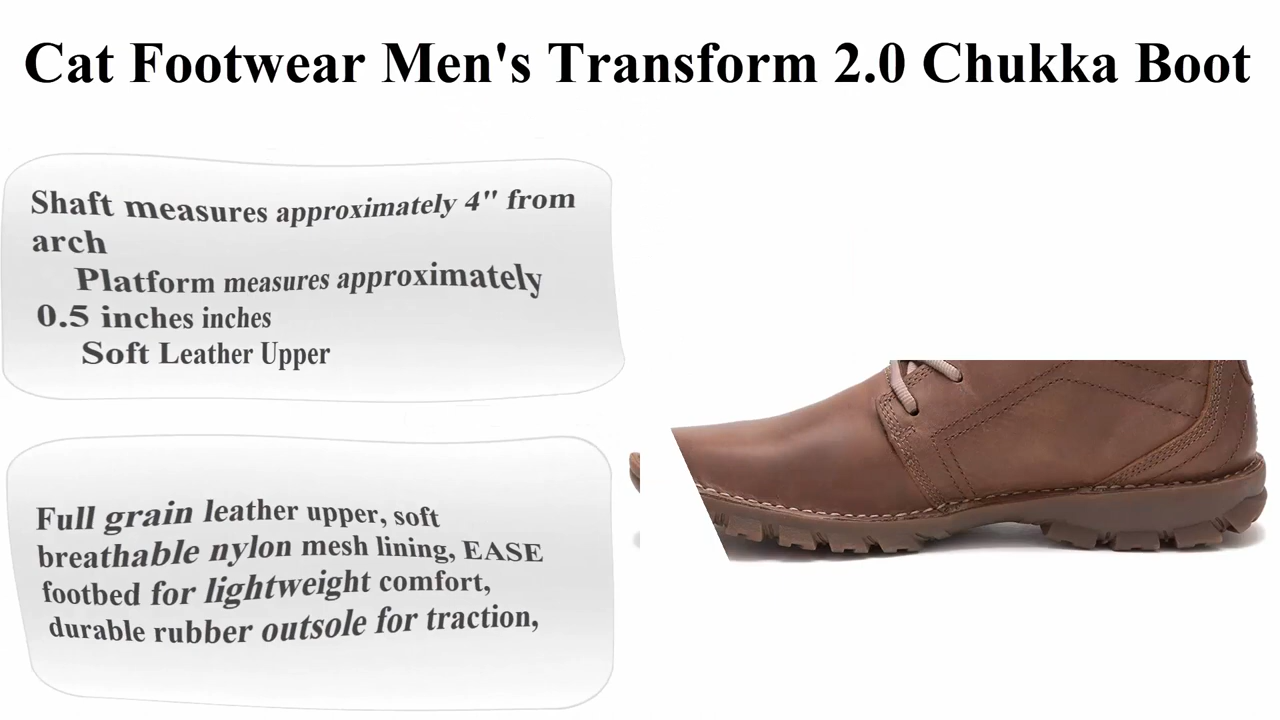 Cat Footwear Men's Transform 2.0 Chukka Boot
Shaft measures approximately 4" from
arch
Platform measures approximately
0.5 inches inches
Soft Leather Upper
Full grain leather upper, soft
breathable nylon mesh lining, EASE
footbed for lightweight comfort,
durable rubber outsole for traction,